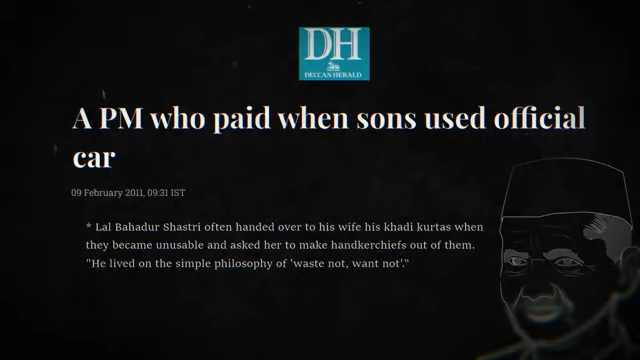 DH
DECCAN HERALD
A PM who paid when sons used official
car
09 February 2011, 09:31 IST
* Lal Bahadur Shastri often handed over to his wife his khadi kurtas when
they became unusable and asked her to make handkerchiefs out of them.
"He lived on the simple philosophy of 'waste not, want not'."